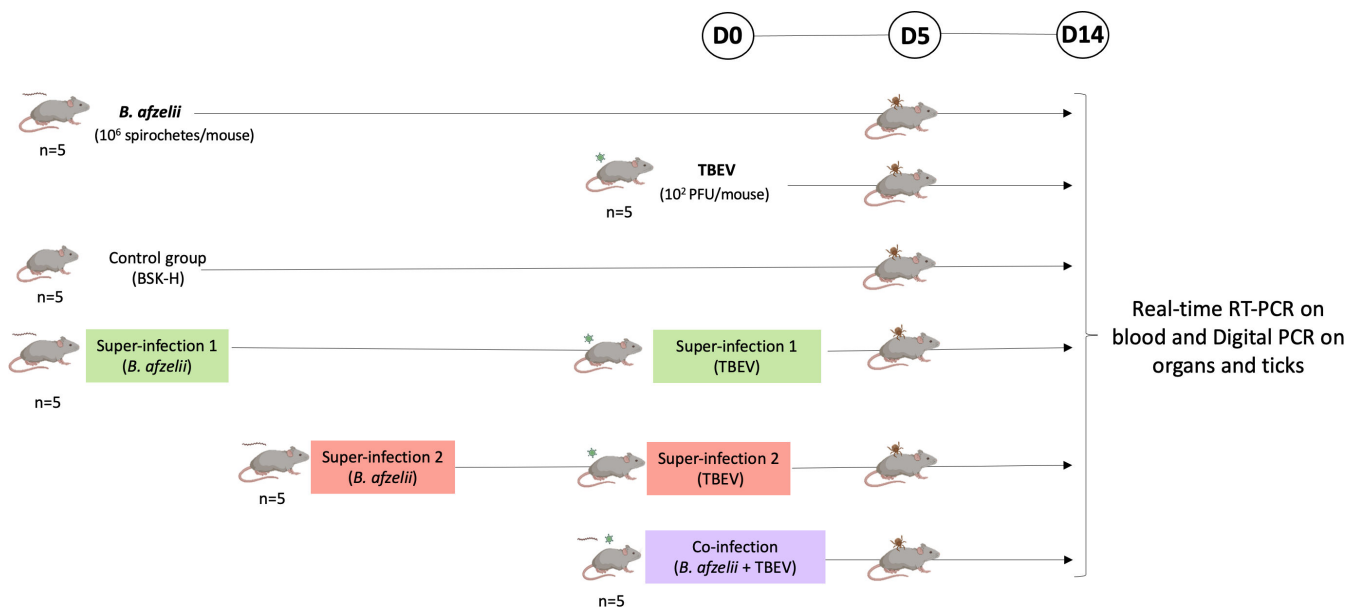 D0
D5
D14
B. afzelii
(10⁶ spirochetes/mouse)
n=5
TBEV
(10² PFU/mouse)
n=5
Control group
(BSK-H)
n=5
Super-infection 1
(B. afzelii)
n=5
Super-infection 1
(TBEV)
Super-infection 2
(B. afzelii)
n=5
Super-infection 2
(TBEV)
Co-infection
(B. afzelii + TBEV)
n=5
Real-time RT-PCR on
blood and Digital PCR on
organs and ticks